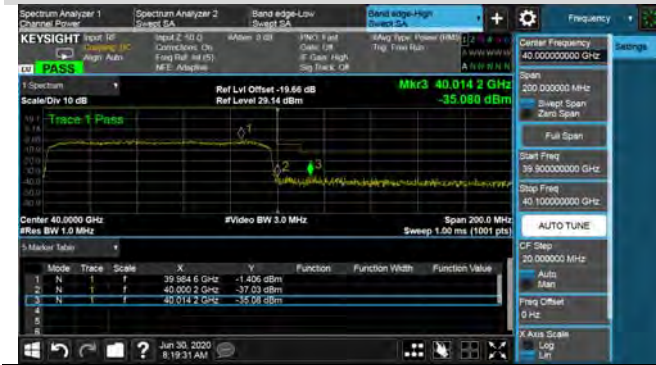 Spectrum Analyzer 1
Channel Power
Spectrum Analyzer 2
Swept SA
Band edge-Low
Swept SA
Band edge-High
Swept SA
Frequency
KEYSIGHT Input: RF
Coupling: DC
Align: Auto
Input Z: 50 Ω
Corrections: On
Freq Ref: Int (S)
NFE: Adaptive
#Atten: 0 dB
PNO: Fast
Gate: Off
IF Gain: High
Sig Track: Off
#Avg Type: Power (RMS)
Trig: Free Run
PASS
1 Spectrum
Scale/Div 10 dB
Ref Lvl Offset -19.66 dB
Ref Level 29.14 dBm
Mkr3 40.014 2 GHz
-35.080 dBm
Trace 1 Pass
1
2
3
Center 40.0000 GHz
#Res BW 1.0 MHz
#Video BW 3.0 MHz
Span 200.0 MHz
Sweep 1.00 ms (1001 pts)
5 Marker Table
Mode Trace Scale X Y Function Function Width Function Value
1 N 1 f 39.984 6 GHz -1.406 dBm
2 N 1 f 40.000 2 GHz -37.03 dBm
3 N 1 f 40.014 2 GHz -35.08 dBm
4
5
6
Jun 30, 2020
8:19:31 AM
Center Frequency
40.000000000 GHz
Settings
Span
200.000000 MHz
Swept Span
Zero Span
Full Span
Start Freq
39.900000000 GHz
Stop Freq
40.100000000 GHz
AUTO TUNE
CF Step
20.000000 MHz
Auto
Man
Freq Offset
0 Hz
X Axis Scale
Log
Lin